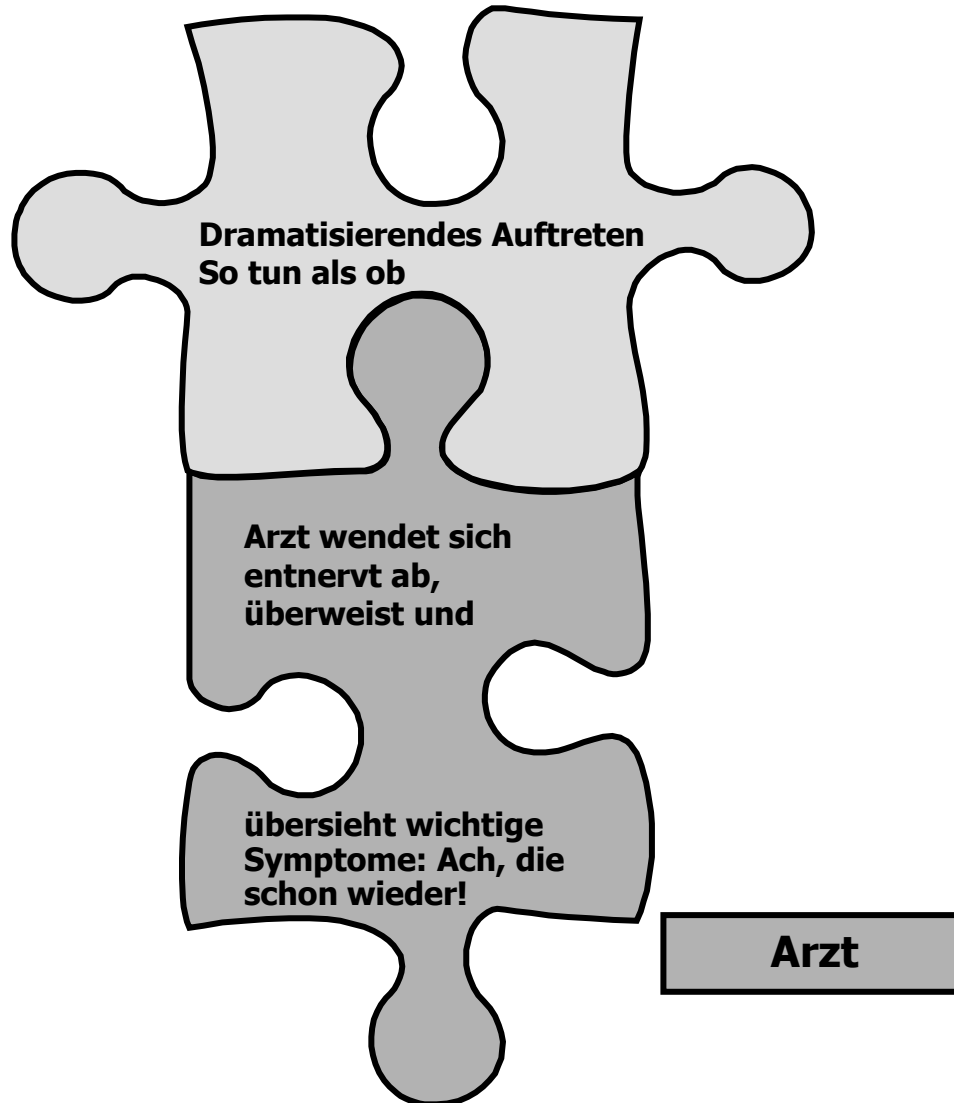 Dramatisierendes Auftreten
So tun als ob
Arzt wendet sich
entnervt ab,
überweist und
übersieht wichtige
Symptome: Ach, die
schon wieder!
Arzt